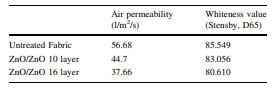 Air permeability Whiteness value
(l/m²/s) (Stensby, D65)
Untreated Fabric 56.68 85.549
ZnO/ZnO 10 layer 44.7 83.056
ZnO/ZnO 16 layer 37.66 80.610